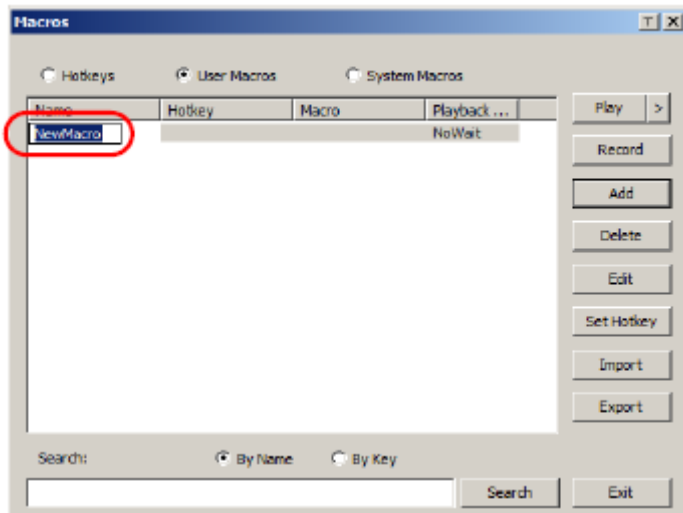 Macros
Hotkeys User Macros System Macros
Name Hotkey Macro Playback ... Play >
NewMacro NoWait
Record
Add
Delete
Edit
Set Hotkey
Import
Export
Search: By Name By Key
Search Exit